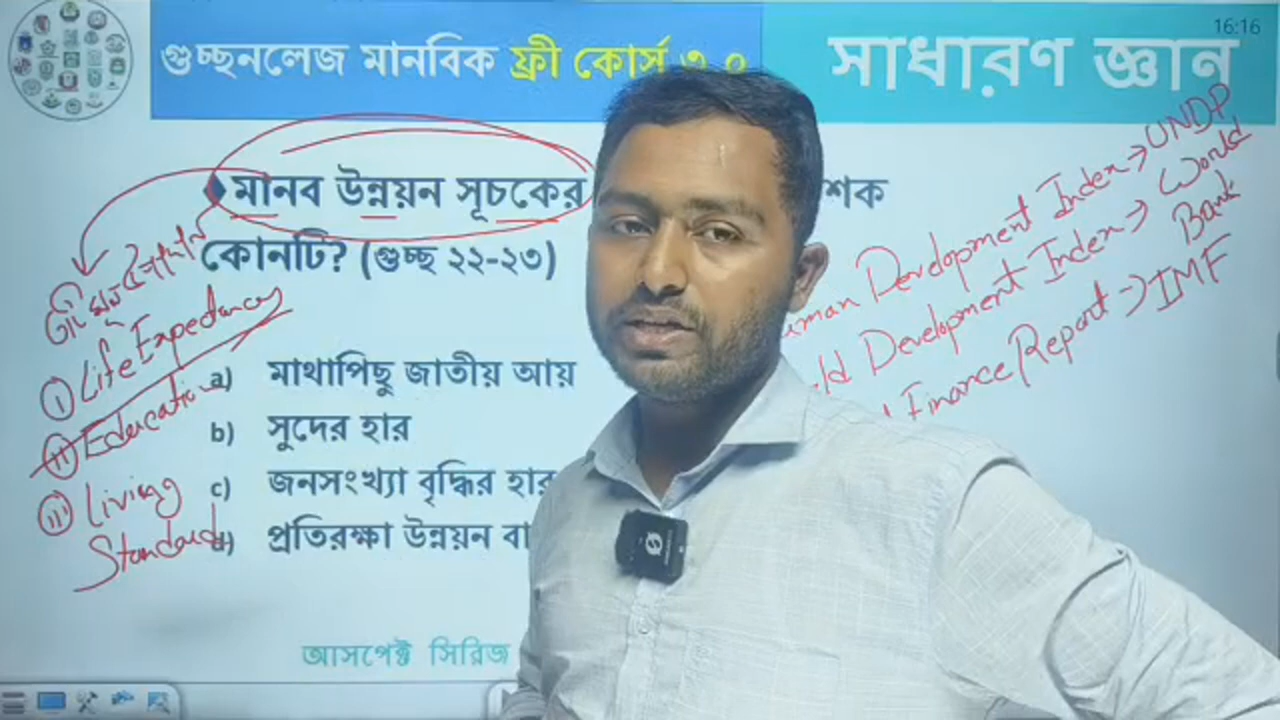 16:16
গুচ্ছনলেজ মানবিক ফ্রী কোর্স ৩.০
সাধারণ জ্ঞান
মানব উন্নয়ন সূচকের
শক
কোনটি? (গুচ্ছ ২২-২৩)
a) মাথাপিছু জাতীয় আয়
b) সুদের হার
c) জনসংখ্যা বৃদ্ধির হার
d) প্রতিরক্ষা উন্নয়ন বা
আসপেক্ট সিরিজ
i Life Expectancy
ii Education
iii Living
Standard
uman Development Index → UNDP
ld Development Index → World
Bank
Finance Report → IMF